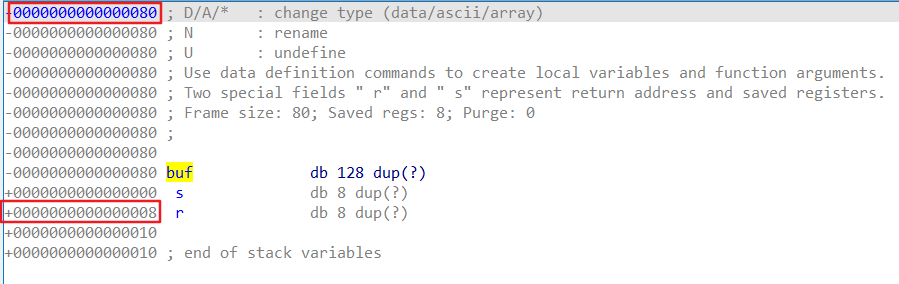 -0000000000000080 ; D/A/*   : change type (data/ascii/array)
-0000000000000080 ; N       : rename
-0000000000000080 ; U       : undefine
-0000000000000080 ; Use data definition commands to create local variables and function arguments.
-0000000000000080 ; Two special fields " r" and " s" represent return address and saved registers.
-0000000000000080 ; Frame size: 80; Saved regs: 8; Purge: 0
-0000000000000080 ;
-0000000000000080
-0000000000000080 buf             db 128 dup(?)
+0000000000000000  s              db 8 dup(?)
+0000000000000008  r              db 8 dup(?)
+0000000000000010
+0000000000000010 ; end of stack variables